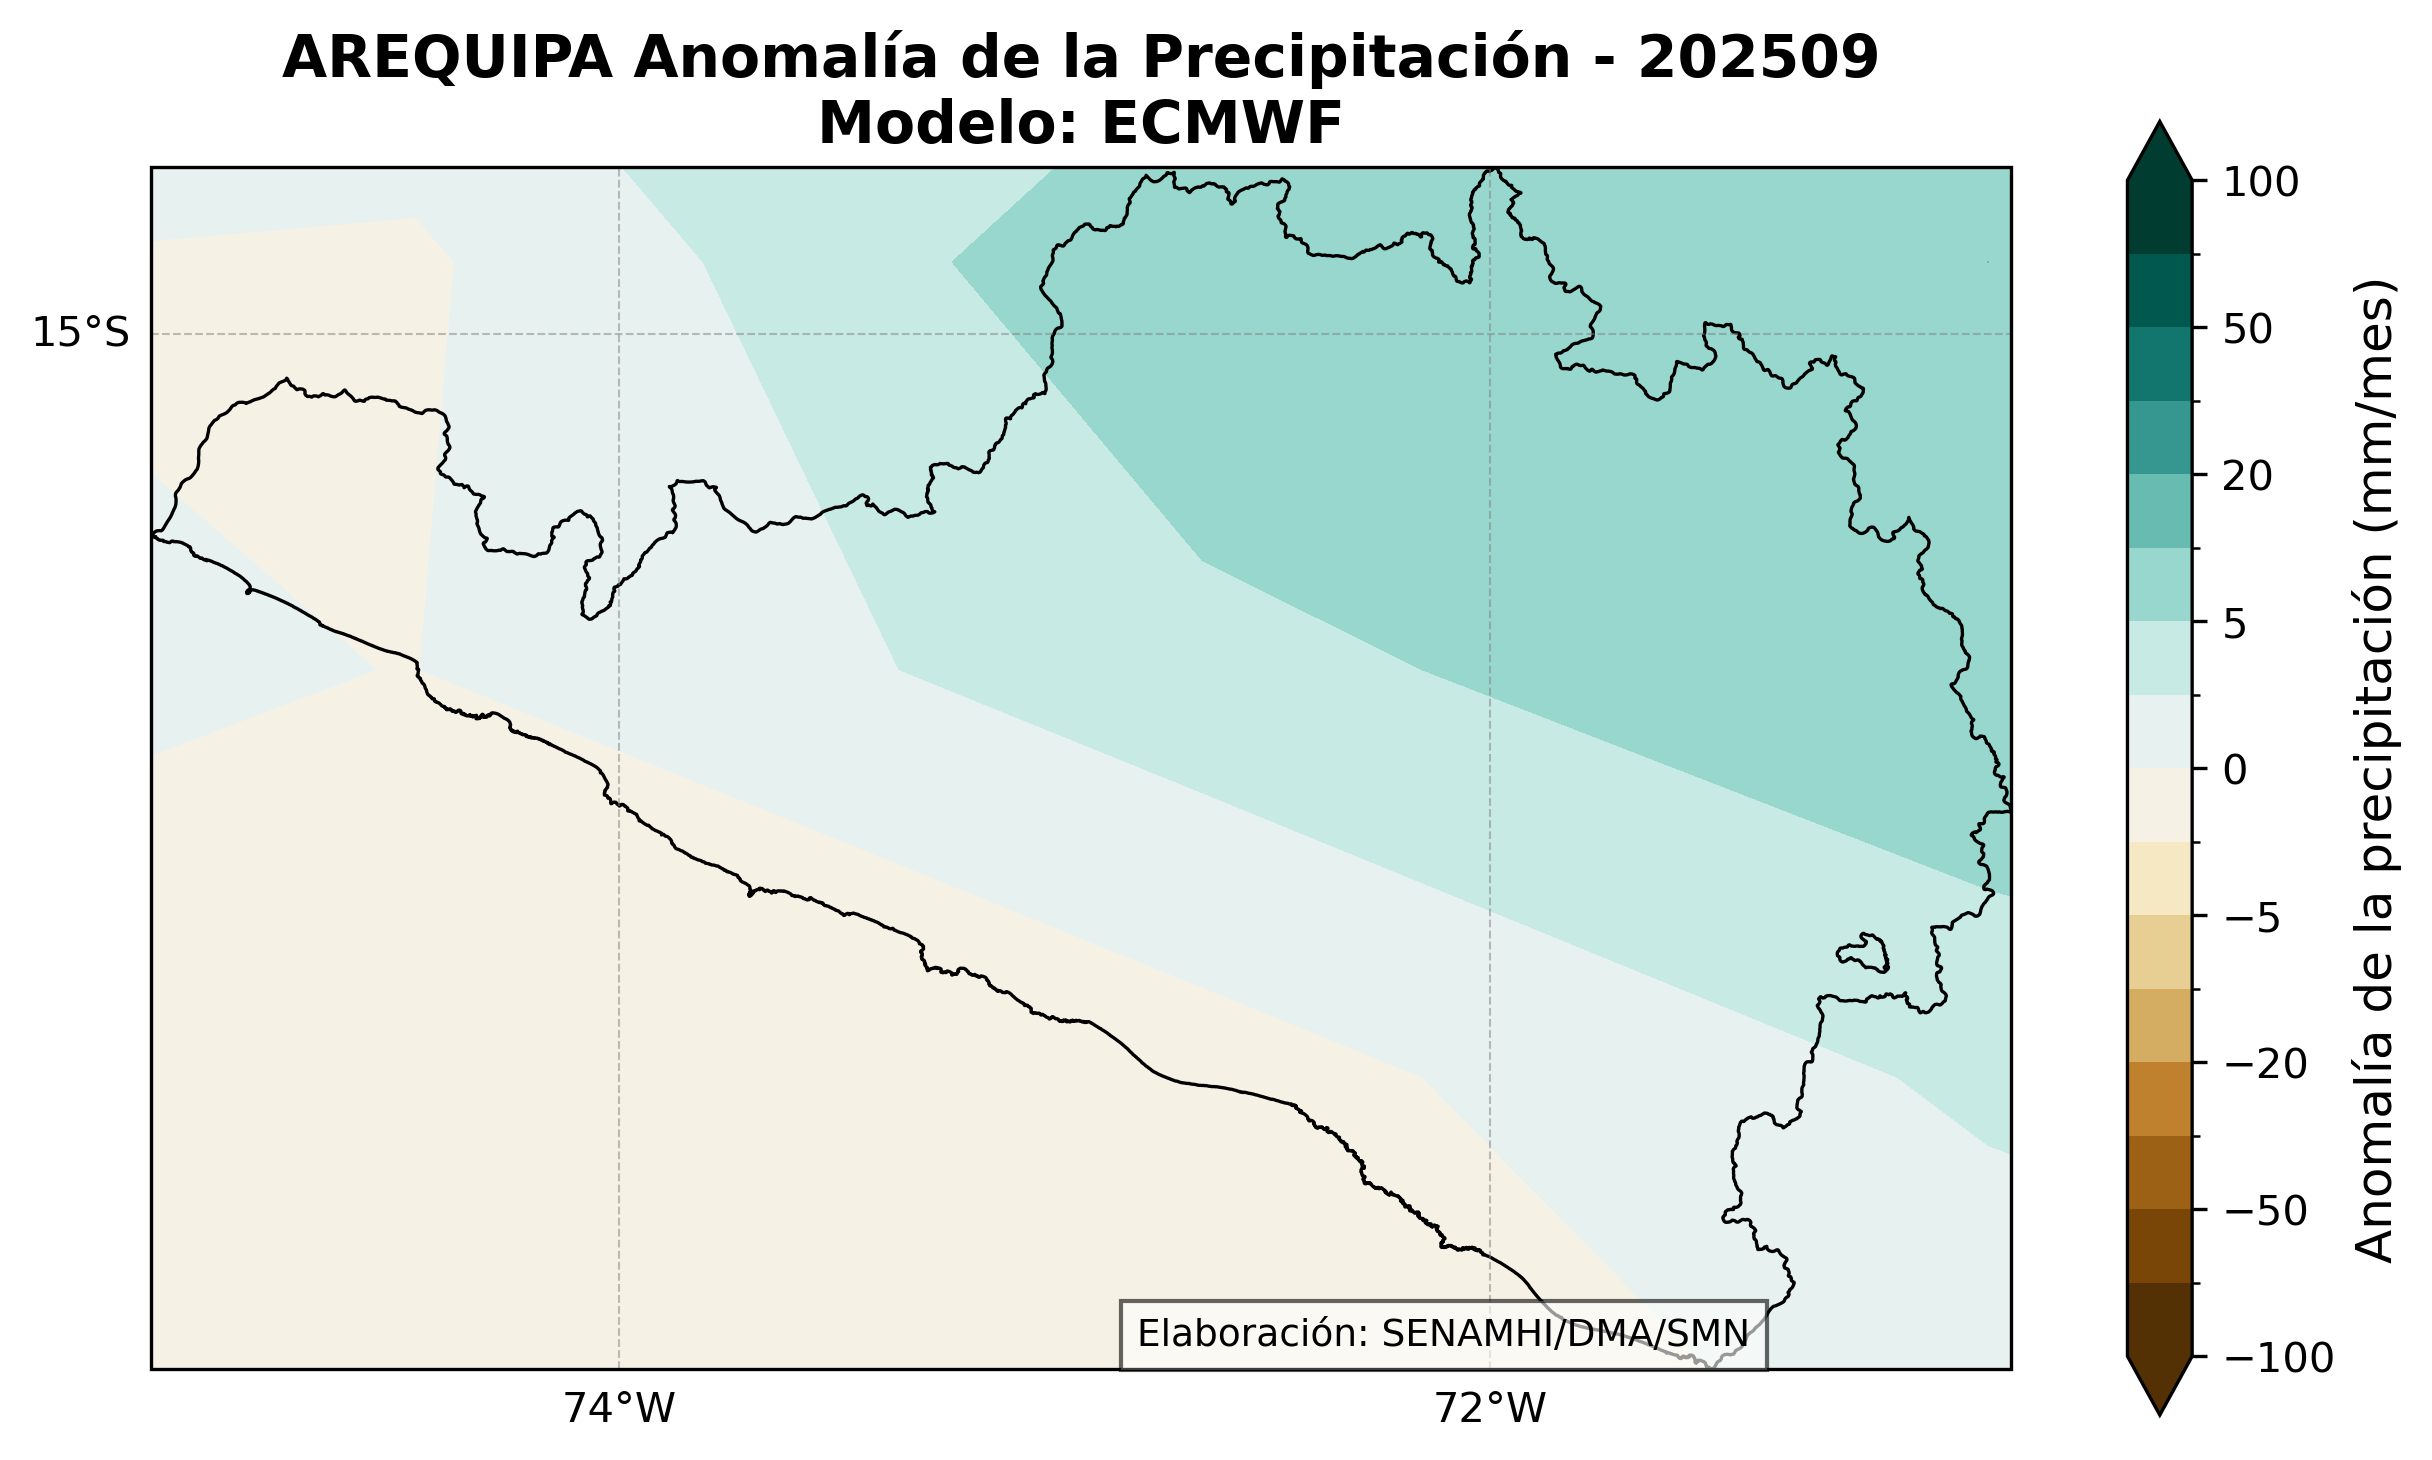 AREQUIPA Anomalía de la Precipitación - 202509
Modelo: ECMWF
15°S
74°W
72°W
Elaboración: SENAMHI/DMA/SMN
100
50
20
5
0
−5
−20
−50
−100
Anomalía de la precipitación (mm/mes)